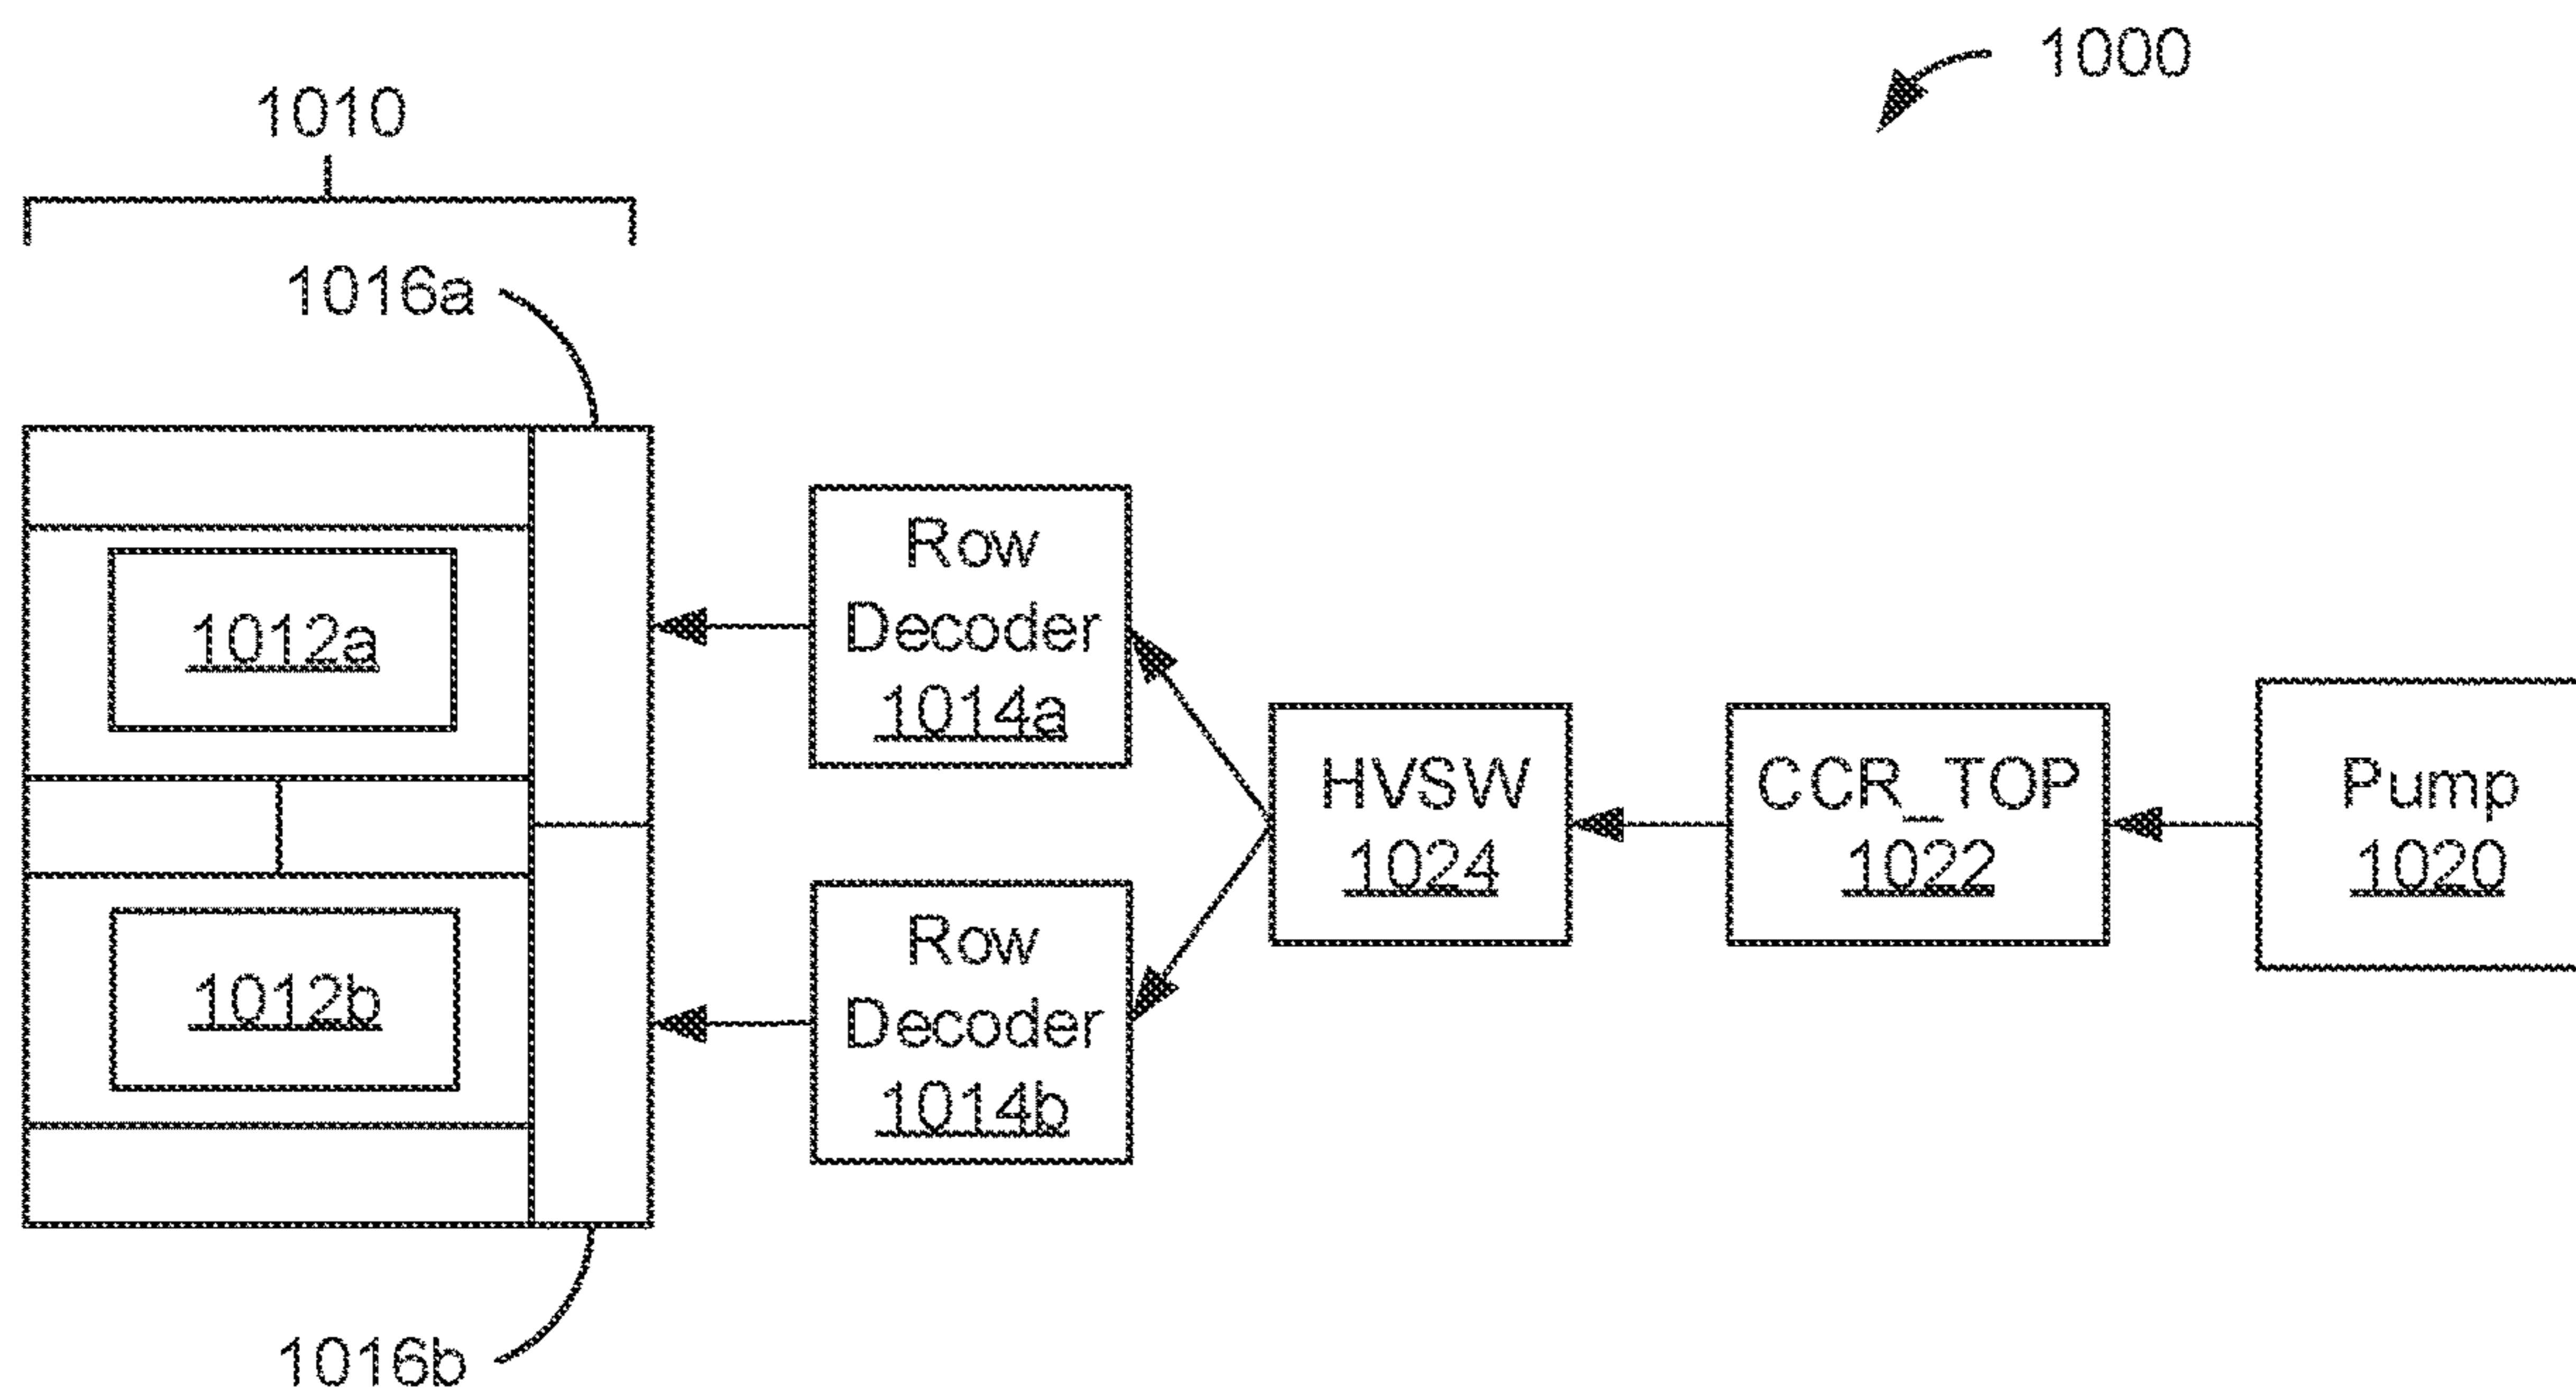 1000
1010
1016a
Row
Decoder
1014a
1012a
HVSW
1024
CCR_TOP
1022
Pump
1020
Row
Decoder
1014b
1012b
1016b